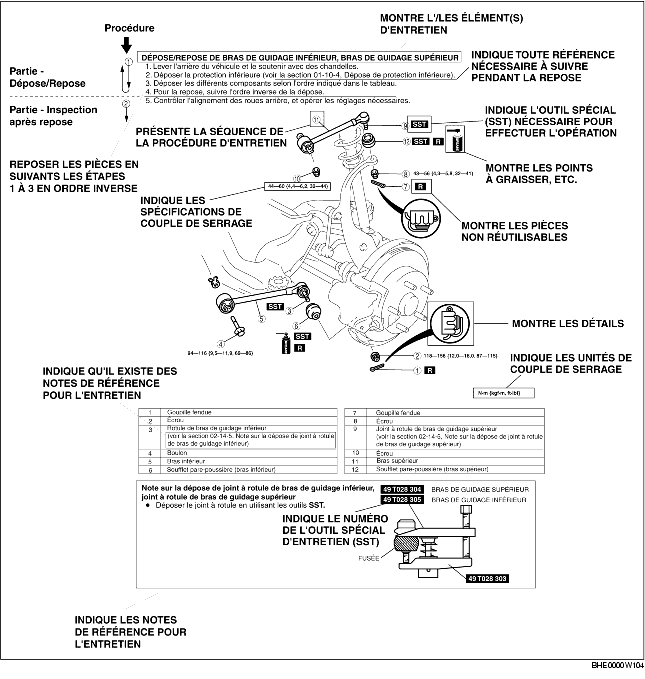 MONTRE L'/LES ÉLÉMENT(S)
D'ENTRETIEN
Procédure
1
Partie -
Dépose/Repose
2
Partie - Inspection
après repose
DÉPOSE/REPOSE DE BRAS DE GUIDAGE INFÉRIEUR, BRAS DE GUIDAGE SUPÉRIEUR
1. Lever l'arrière du véhicule et le soutenir avec des chandelles.
2. Déposer la protection inférieure (voir la section 01-10-4, Dépose de protection inférieure).
3. Déposer les différents composants selon l'ordre indiqué dans le tableau.
4. Pour la repose, suivre l'ordre inverse de la dépose.
5. Contrôler l'alignement des roues arrière, et opérer les réglages nécessaires.
INDIQUE TOUTE RÉFÉRENCE
NÉCESSAIRE À SUIVRE
PENDANT LA REPOSE
PRÉSENTE LA SÉQUENCE DE
LA PROCÉDURE D'ENTRETIEN
11
9 SST
12 SST R
INDIQUE L'OUTIL SPÉCIAL
(SST) NÉCESSAIRE POUR
EFFECTUER L'OPÉRATION
REPOSER LES PIÈCES EN
SUIVANTS LES ÉTAPES
1 À 3 EN ORDRE INVERSE
10
44—60 (4,4—6,2, 32—44)
8 43—56 (4,3—5,8, 32—41)
7 R
MONTRE LES POINTS
À GRAISSER, ETC.
INDIQUE LES
SPÉCIFICATIONS DE
COUPLE DE SERRAGE
MONTRE LES PIÈCES
NON RÉUTILISABLES
SST
3
5
6
4
SST
R
94—116 (9,5—11,9, 69—86)
MONTRE LES DÉTAILS
2 118—156 (12,0—16,0, 87—115)
1 R
INDIQUE LES UNITÉS DE
COUPLE DE SERRAGE
N·m {kgf·m, ft·lbf}
INDIQUE QU'IL EXISTE DES
NOTES DE RÉFÉRENCE
POUR L'ENTRETIEN
1 Goupille fendue
2 Écrou
3 Rotule de bras de guidage inférieur
(voir la section 02-14-5, Note sur la dépose de joint à rotule
de bras de guidage inférieur)
4 Boulon
5 Bras inférieur
6 Soufflet pare-poussière (bras inférieur)
7 Goupille fendue
8 Écrou
9 Joint à rotule de bras de guidage supérieur
(voir la section 02-14-5, Note sur la dépose de joint à rotule
de bras de guidage supérieur)
10 Écrou
11 Bras supérieur
12 Soufflet pare-poussière (bras supérieur)
Note sur la dépose de joint à rotule de bras de guidage inférieur,
joint à rotule de bras de guidage supérieur
● Déposer le joint à rotule en utilisant les outils SST.
49 T028 304 BRAS DE GUIDAGE SUPÉRIEUR
49 T028 305 BRAS DE GUIDAGE INFÉRIEUR
INDIQUE LE NUMÉRO
DE L'OUTIL SPÉCIAL
D'ENTRETIEN (SST)
FUSÉE
49 T028 303
INDIQUE LES NOTES
DE RÉFÉRENCE POUR
L'ENTRETIEN
BHE0000W104